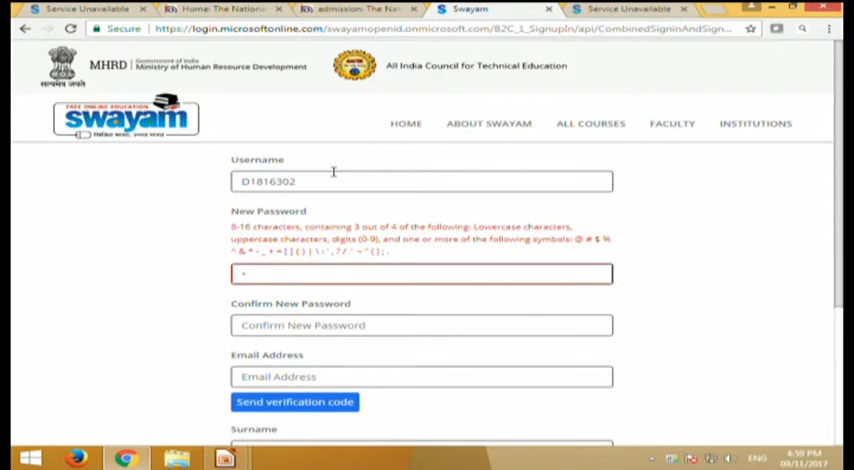 Service Unavailable
Home: The Nationa
admission: The Nat
Swayam
Service Unavailable
Secure
https://login.microsoftonline.com/swayamopenid.onmicrosoft.com/B2C_1_SignupIn/api/CombinedSigninAndSign...
सत्यमेव जयते
MHRD
Government of India
Ministry of Human Resource Development
All India Council for Technical Education
FREE ONLINE EDUCATION
swayam
HOME
ABOUT SWAYAM
ALL COURSES
FACULTY
INSTITUTIONS
Username
D1816302
New Password
8-16 characters, containing 3 out of 4 of the following: Lowercase characters,
uppercase characters, digits (0-9), and one or more of the following symbols: @ # $ %
Confirm New Password
Confirm New Password
Email Address
Email Address
Send verification code
Surname
ENG
4:59 PM
09/11/2017